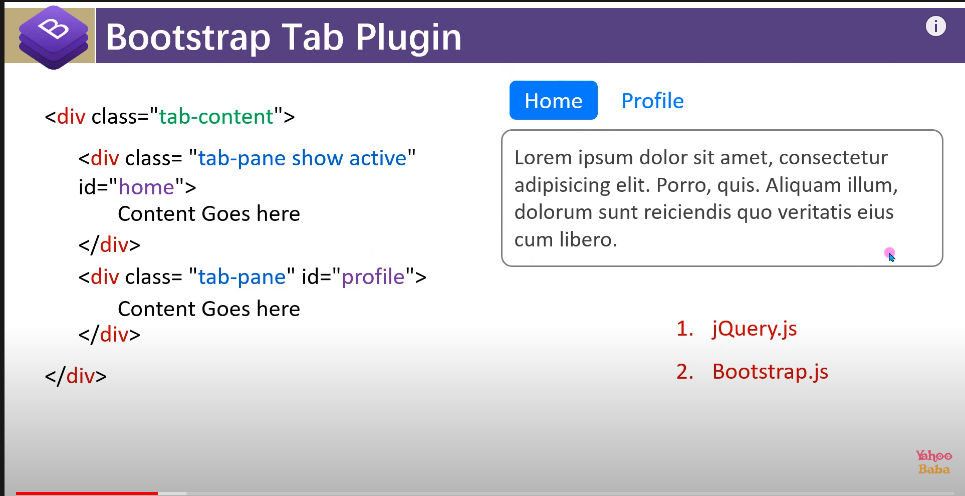 Bootstrap Tab Plugin
<div class="tab-content">
<div class= "tab-pane show active"
id="home">
Content Goes here
</div>
<div class= "tab-pane" id="profile">
Content Goes here
</div>
</div>
Home Profile
Lorem ipsum dolor sit amet, consectetur
adipisicing elit. Porro, quis. Aliquam illum,
dolorum sunt reiciendis quo veritatis eius
cum libero.
1. jQuery.js
2. Bootstrap.js
Yahoo
Baba